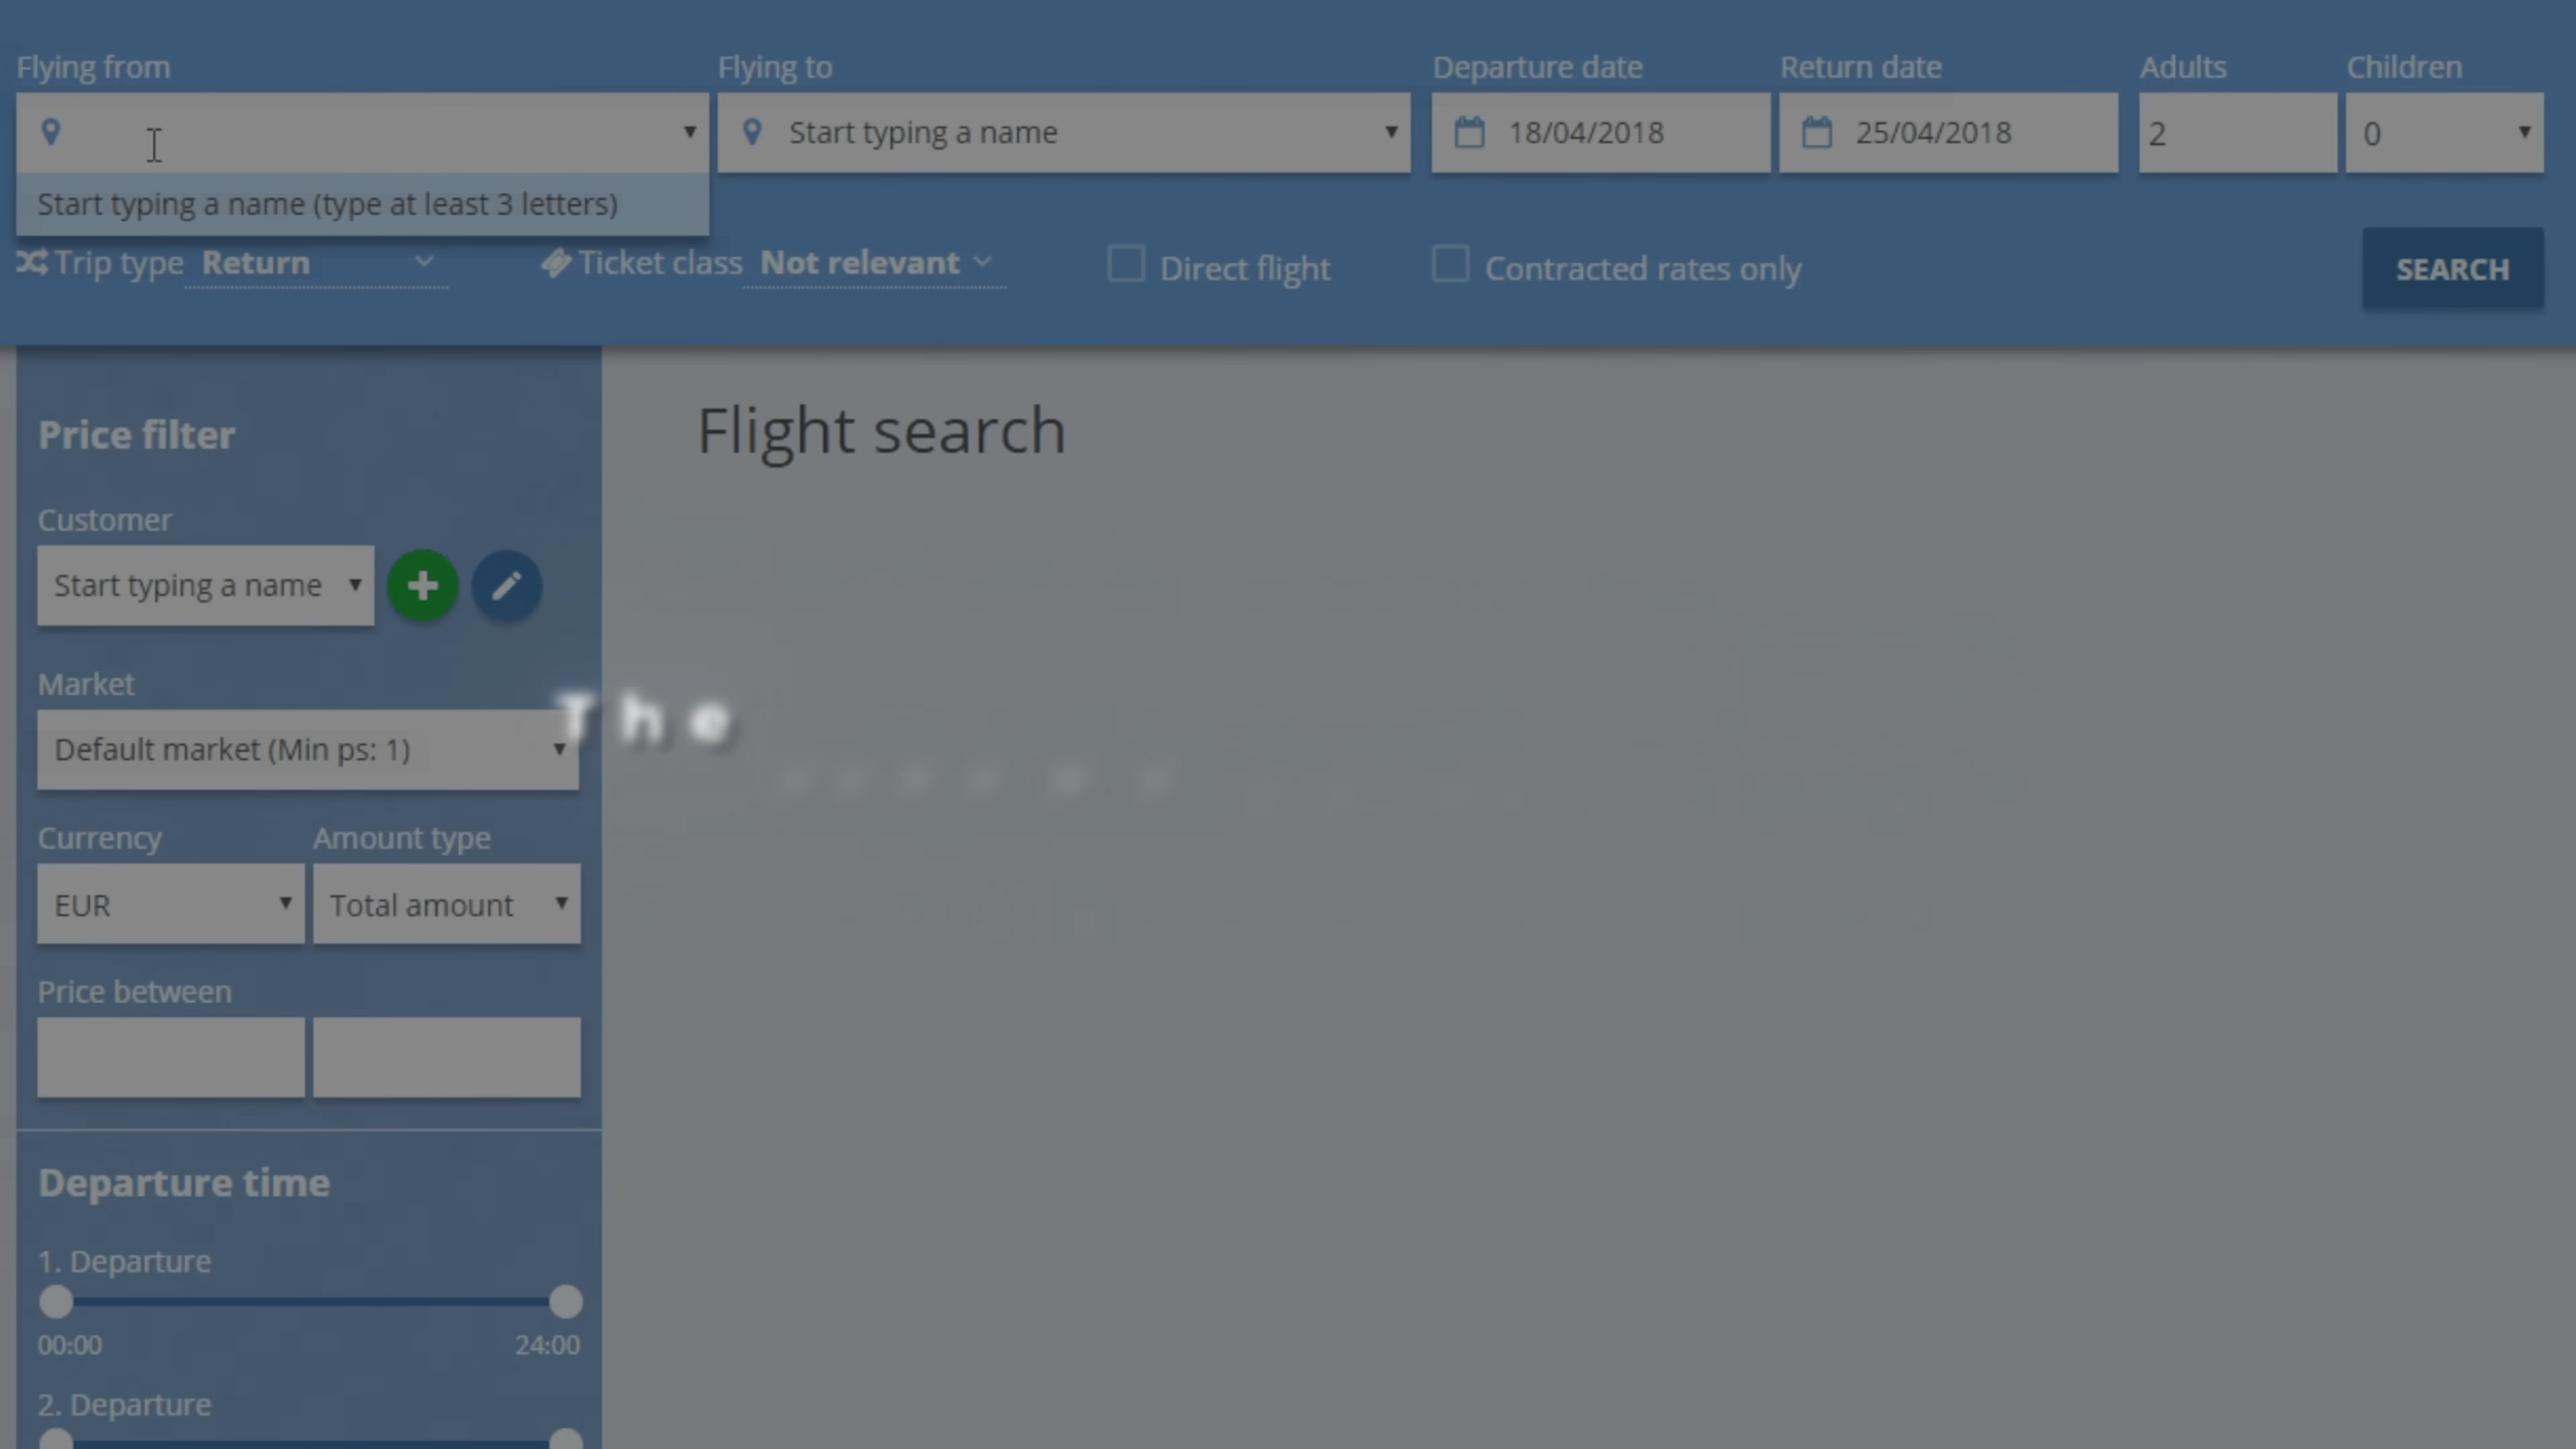 Flying from
Flying to
Departure date
Return date
Adults
Children
Start typing a name
18/04/2018
25/04/2018
2
0
Start typing a name (type at least 3 letters)
Trip type Return
Ticket class Not relevant
Direct flight
Contracted rates only
SEARCH
Price filter
Flight search
Customer
Start typing a name
Market
The
Default market (Min ps: 1)
Currency
Amount type
EUR
Total amount
Price between
Departure time
1. Departure
00:00
24:00
2. Departure